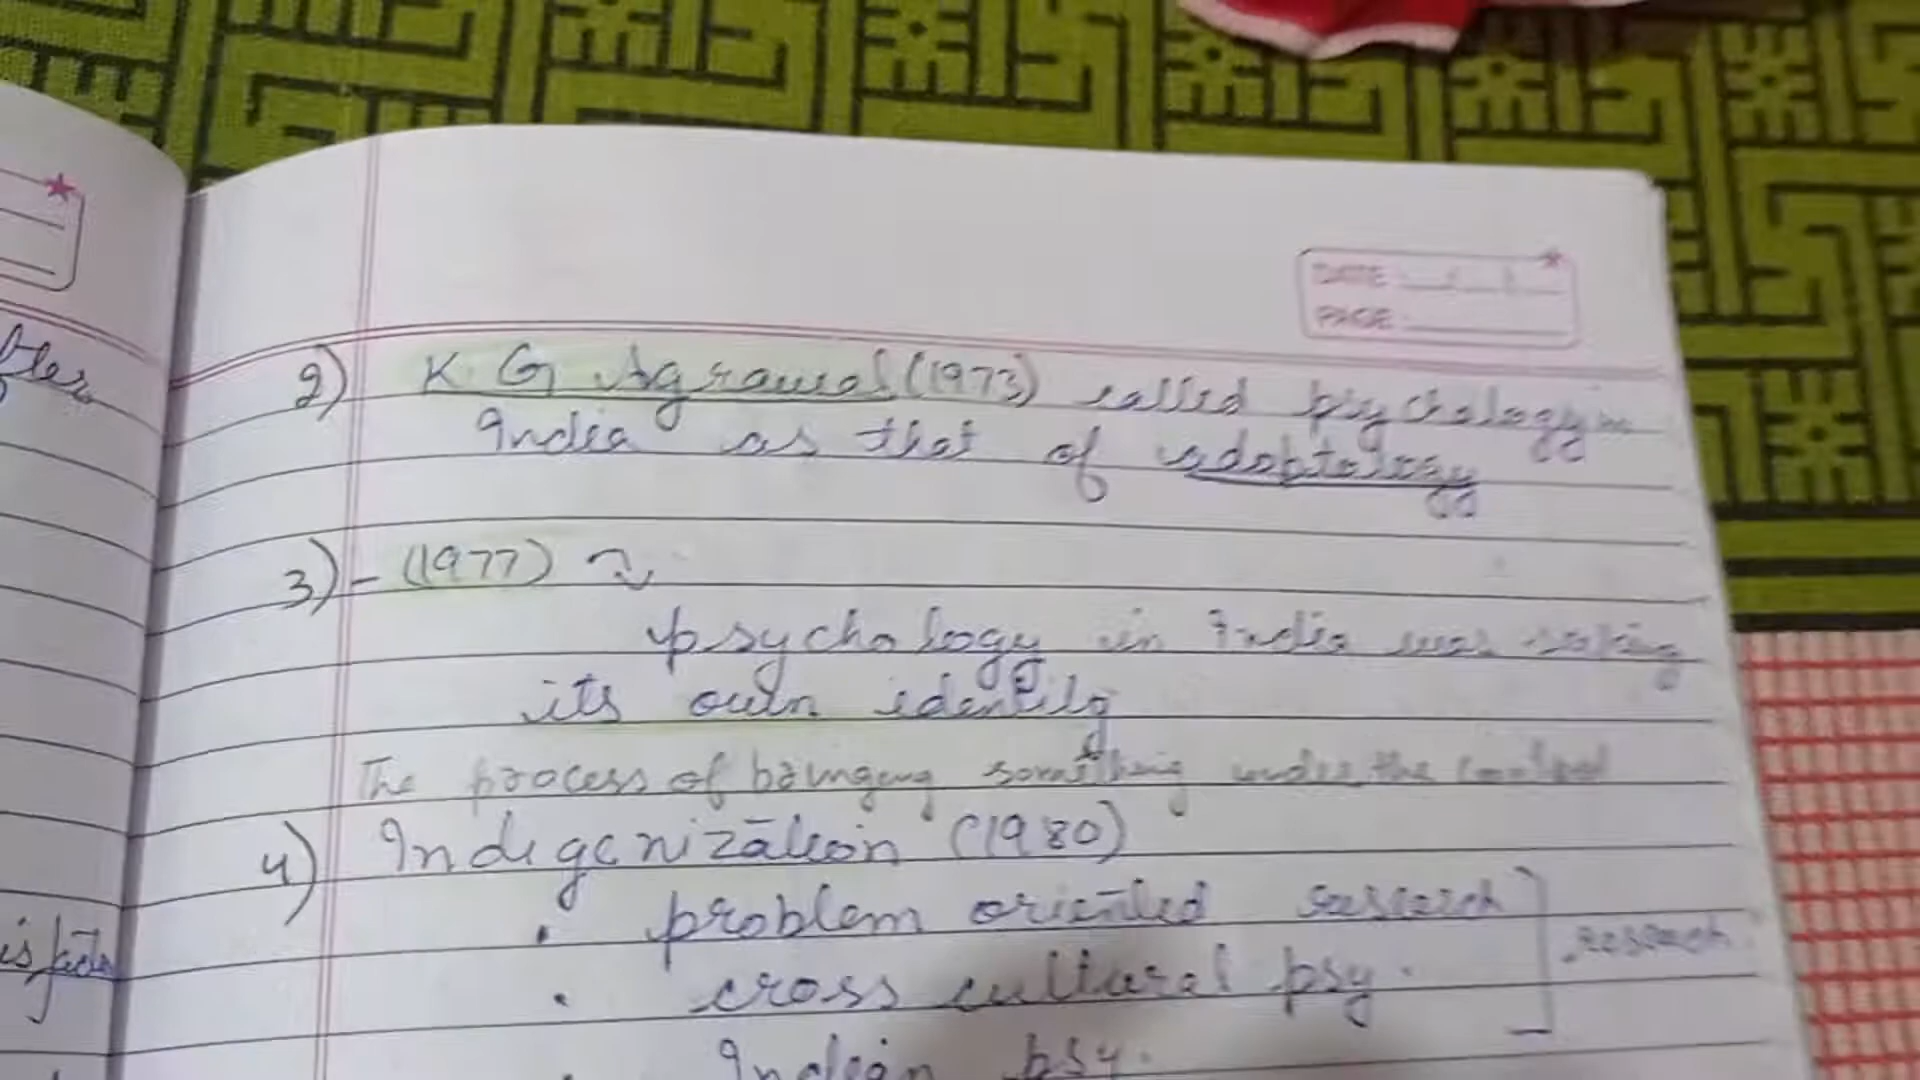 DATE
PAGE
2) K. G Agrawal (1973) called psychology in
India as that of adoptology
3) - (1977)
psychology in India was seeking
its own identity
The process of bringing something under the control
4) Indigenization (1980)
• problem oriented research
research
• cross cultural psy.
• Indian psy.